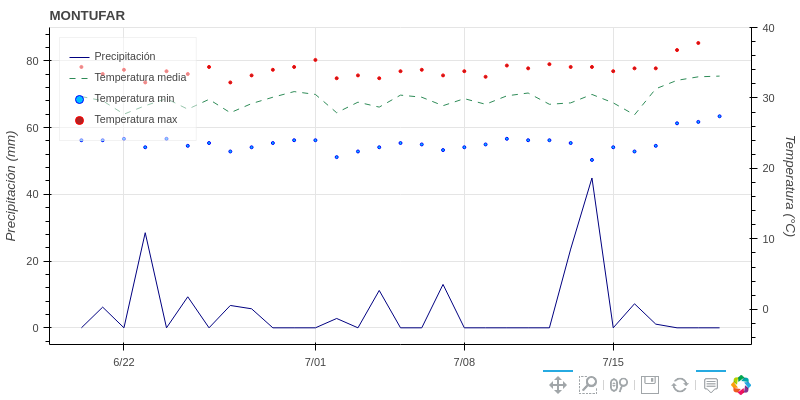 MONTUFAR
Precipitación
Temperatura media
Temperatura min
Temperatura max
Precipitación (mm)
80
60
40
20
0
Temperatura (°C)
40
30
20
10
0
6/22
7/01
7/08
7/15